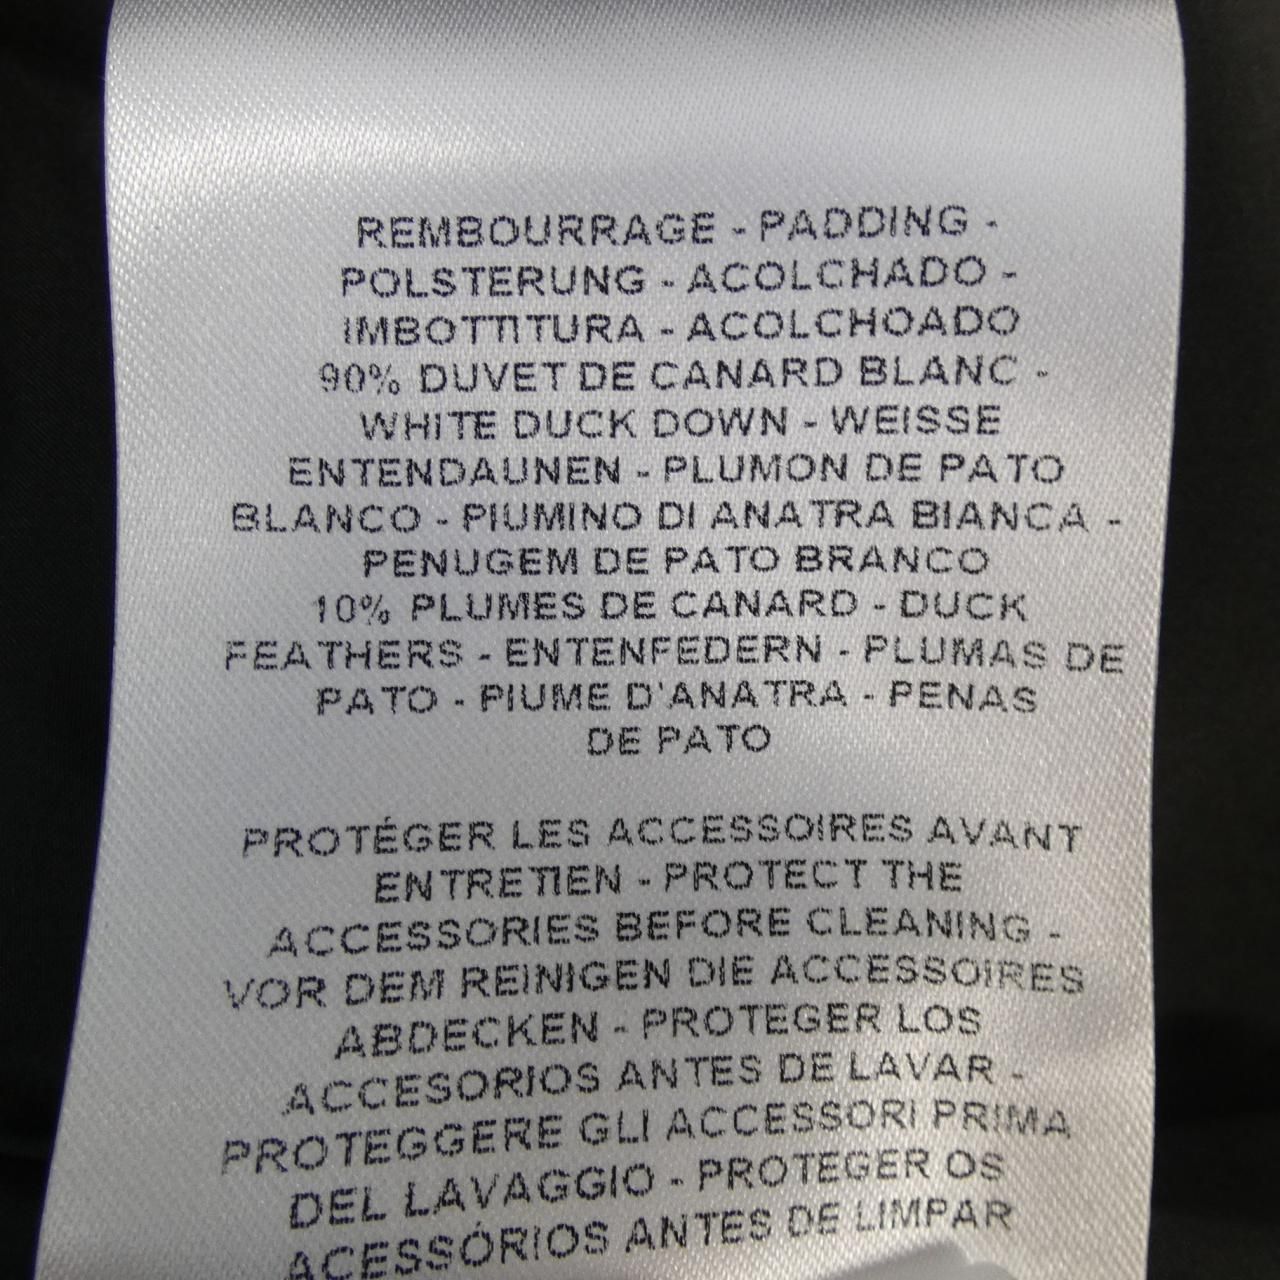 REMBOURRAGE - PADDING -
POLSTERUNG - ACOLCHADO -
IMBOTTITURA - ACOLCHOADO
90% DUVET DE CANARD BLANC -
WHITE DUCK DOWN - WEISSE
ENTENDAUNEN - PLUMON DE PATO
BLANCO - PIUMINO DI ANATRA BIANCA -
PENUGEM DE PATO BRANCO
10% PLUMES DE CANARD - DUCK
FEATHERS - ENTENFEDERN - PLUMAS DE
PATO - PIUME D'ANATRA - PENAS
DE PATO
PROTÉGER LES ACCESSOIRES AVANT
ENTRETIEN - PROTECT THE
ACCESSORIES BEFORE CLEANING -
VOR DEM REINIGEN DIE ACCESSOIRES
ABDECKEN - PROTEGER LOS
ACCESORIOS ANTES DE LAVAR -
PROTEGGERE GLI ACCESSORI PRIMA
DEL LAVAGGIO - PROTEGER OS
ACESSÓRIOS ANTES DE LIMPAR